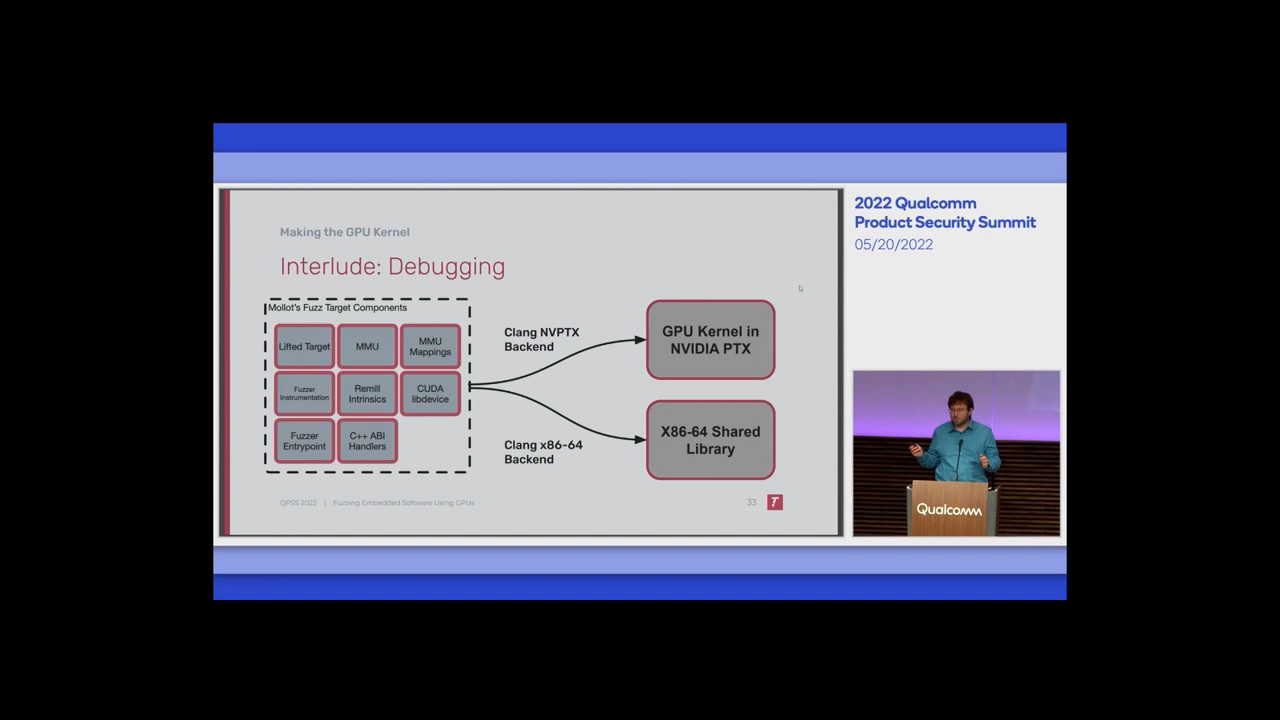 2022 Qualcomm
Product Security Summit
05/20/2022
Making the GPU Kernel
Interlude: Debugging
Mollot's Fuzz Target Components
Lifted Target
MMU
MMU
Mappings
Fuzzer
Instrumentation
Remill
Intrinsics
CUDA
libdevice
Fuzzer
Entrypoint
C++ ABI
Handlers
Clang NVPTX
Backend
GPU Kernel in
NVIDIA PTX
Clang x86-64
Backend
X86-64 Shared
Library
QPSS 2022 | Fuzzing Embedded Software Using GPUs
33
T
Qualcomm